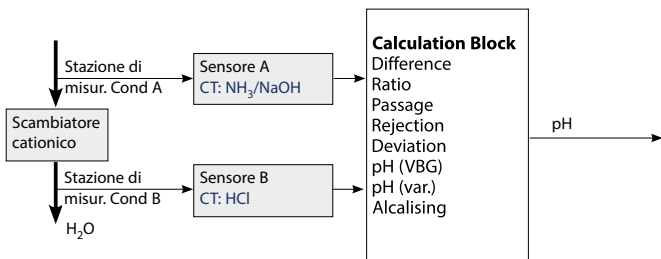 Stazione di
misur. Cond A
Sensore A
CT: NH₃/NaOH
Scambiatore
cationico
Stazione di
misur. Cond B
Sensore B
CT: HCl
H₂O
Calculation Block
Difference
Ratio
Passage
Rejection
Deviation
pH (VBG)
pH (var.)
Alcalising
pH